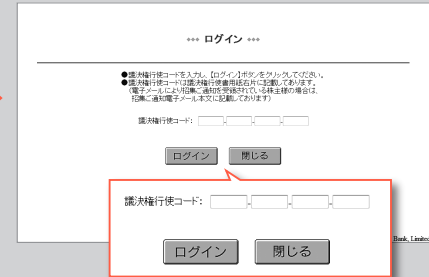 *** ログイン ***
●議決権行使コードを入力し、【ログイン】ボタンをクリックしてください。
●議決権行使コードは議決権行使書用紙右片に記載しております。
(電子メールにより招集ご通知を受領されている株主様の場合は、
招集ご通知電子メール本文に記載しております)
議決権行使コード: - - -
ログイン 閉じる
議決権行使コード: - - -
ログイン 閉じる
Bank, Limited